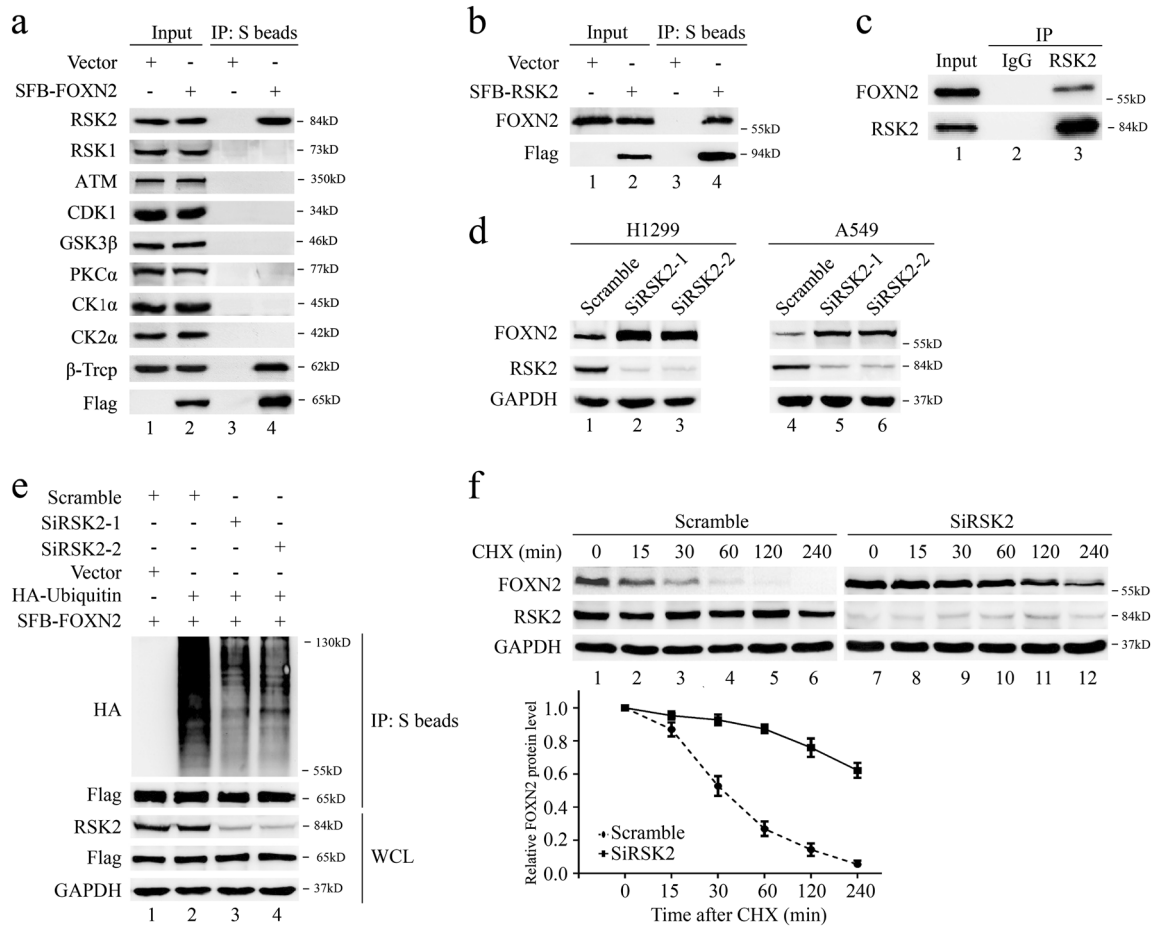 a
Input IP: S beads
Vector + - + -
SFB-FOXN2 - + - +
RSK2 - 84kD
RSK1 - 73kD
ATM - 350kD
CDK1 - 34kD
GSK3β - 46kD
PKCα - 77kD
CK1α - 45kD
CK2α - 42kD
β-Trcp - 62kD
Flag - 65kD
1 2 3 4
b
Input IP: S beads
Vector + - + -
SFB-RSK2 - + - +
FOXN2 - 55kD
Flag - 94kD
1 2 3 4
c
IP
Input IgG RSK2
FOXN2 - 55kD
RSK2 - 84kD
1 2 3
d
H1299 A549
Scramble SiRSK2-1 SiRSK2-2 Scramble SiRSK2-1 SiRSK2-2
FOXN2 - 55kD
RSK2 - 84kD
GAPDH - 37kD
1 2 3 4 5 6
e
Scramble + + - -
SiRSK2-1 - - + -
SiRSK2-2 - - - +
Vector + - - -
HA-Ubiquitin - + + +
SFB-FOXN2 + + + +
- 130kD
HA
- 55kD
Flag - 65kD
IP: S beads
RSK2 - 84kD
Flag - 65kD
GAPDH - 37kD
WCL
1 2 3 4
f
Scramble SiRSK2
CHX (min) 0 15 30 60 120 240 0 15 30 60 120 240
FOXN2 - 55kD
RSK2 - 84kD
GAPDH - 37kD
1 2 3 4 5 6 7 8 9 10 11 12
Relative FOXN2 protein level
1.0
0.8
0.6
0.4
0.2
0.0
Scramble
SiRSK2
0 15 30 60 120 240
Time after CHX (min)